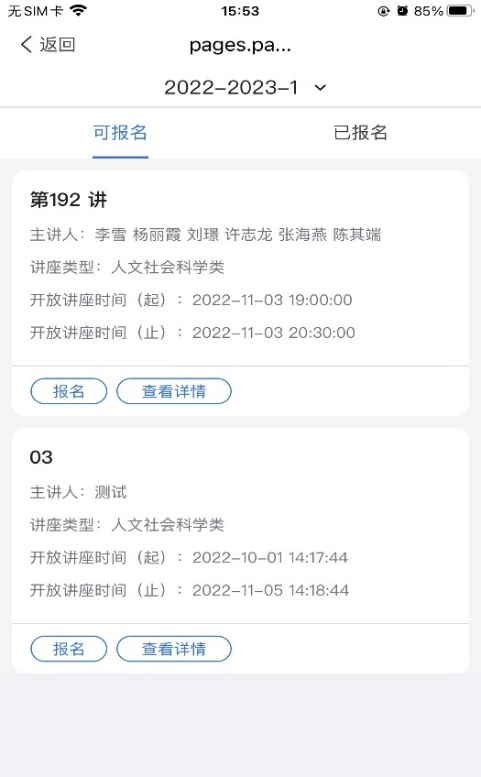 无SIM卡 15:53 85%
返回 pages.pa...
2022-2023-1
可报名 已报名
第192 讲
主讲人：李雪 杨丽霞 刘璟 许志龙 张海燕 陈其端
讲座类型：人文社会科学类
开放讲座时间（起）：2022-11-03 19:00:00
开放讲座时间（止）：2022-11-03 20:30:00
报名 查看详情
03
主讲人：测试
讲座类型：人文社会科学类
开放讲座时间（起）：2022-10-01 14:17:44
开放讲座时间（止）：2022-11-05 14:18:44
报名 查看详情